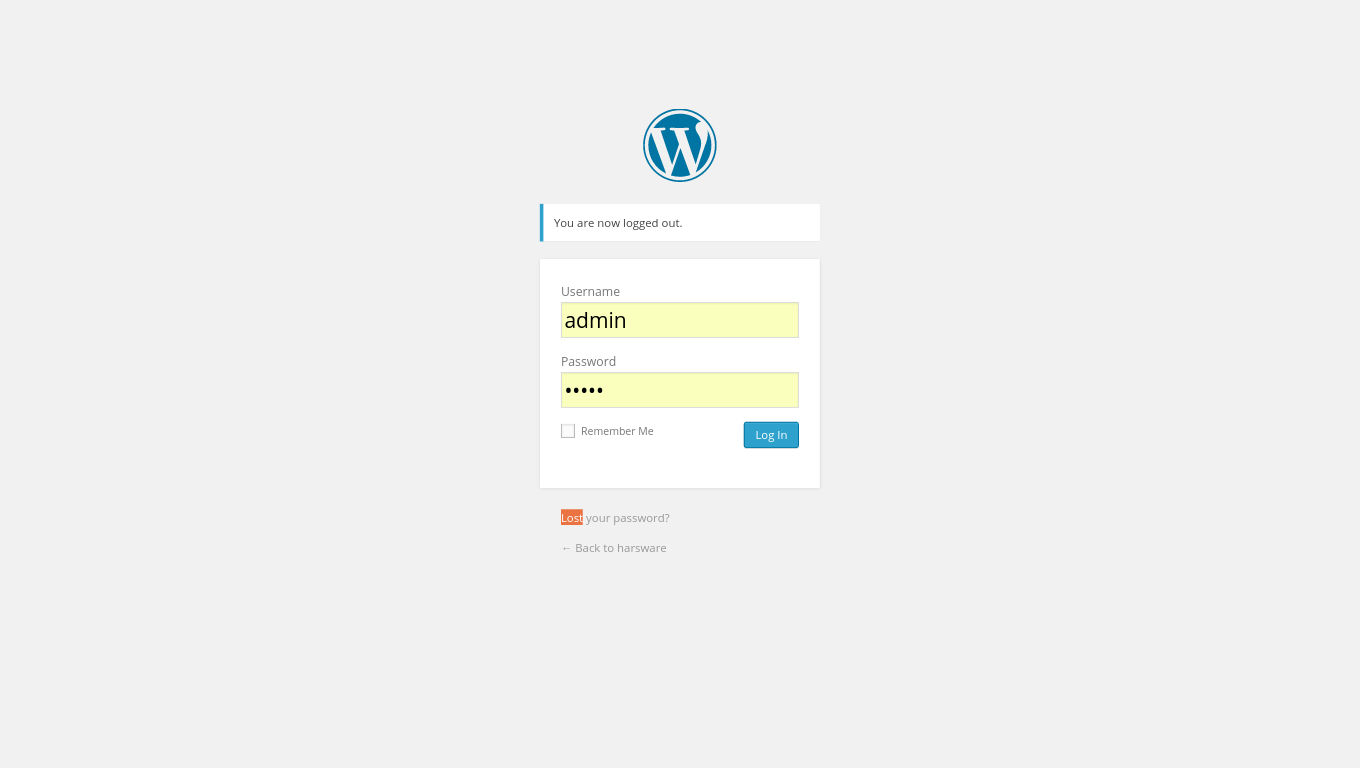 You are now logged out.
Username
admin
Password
•••••
Remember Me
Log In
Lost your password?
← Back to harsware